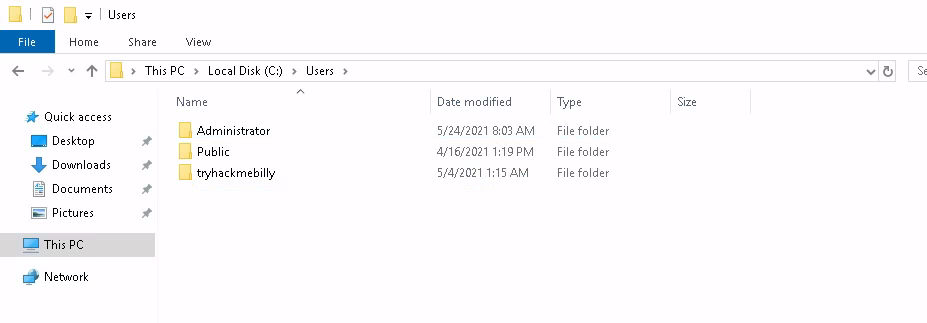 Users
File Home Share View
This PC Local Disk (C:) Users
Name Date modified Type Size
Quick access
Desktop
Downloads
Documents
Pictures
This PC
Network
Administrator 5/24/2021 8:03 AM File folder
Public 4/16/2021 1:19 PM File folder
tryhackmebilly 5/4/2021 1:15 AM File folder